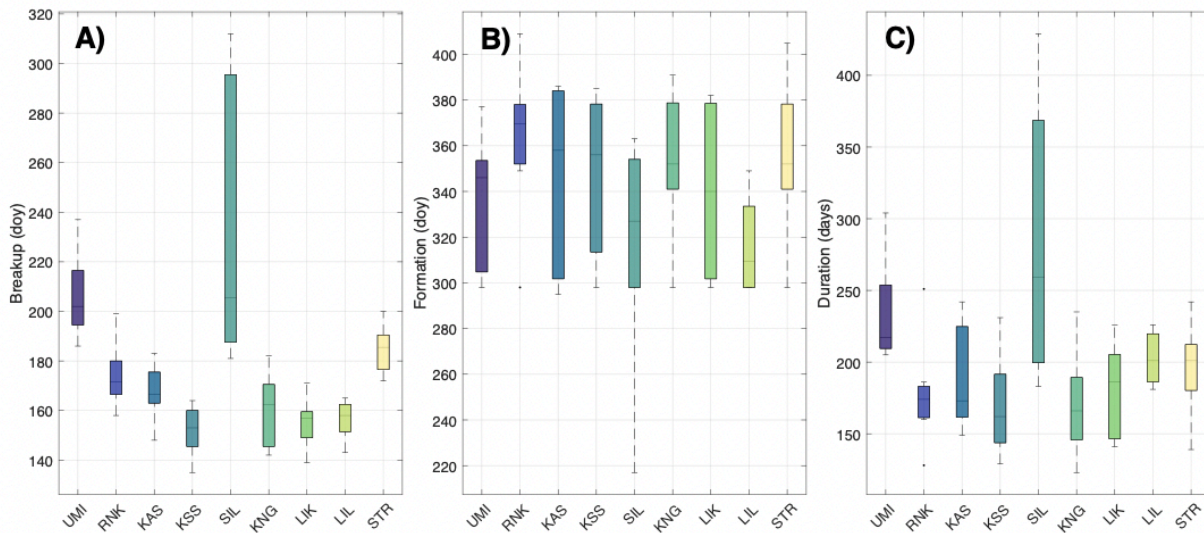 A)
Breakup (doy)
320
300
280
260
240
220
200
180
160
140
UMI
RNK
KAS
KSS
SIL
KNG
LIK
LIL
STR
B)
Formation (doy)
400
380
360
340
320
300
280
260
240
220
UMI
RNK
KAS
KSS
SIL
KNG
LIK
LIL
STR
C)
Duration (days)
400
350
300
250
200
150
UMI
RNK
KAS
KSS
SIL
KNG
LIK
LIL
STR